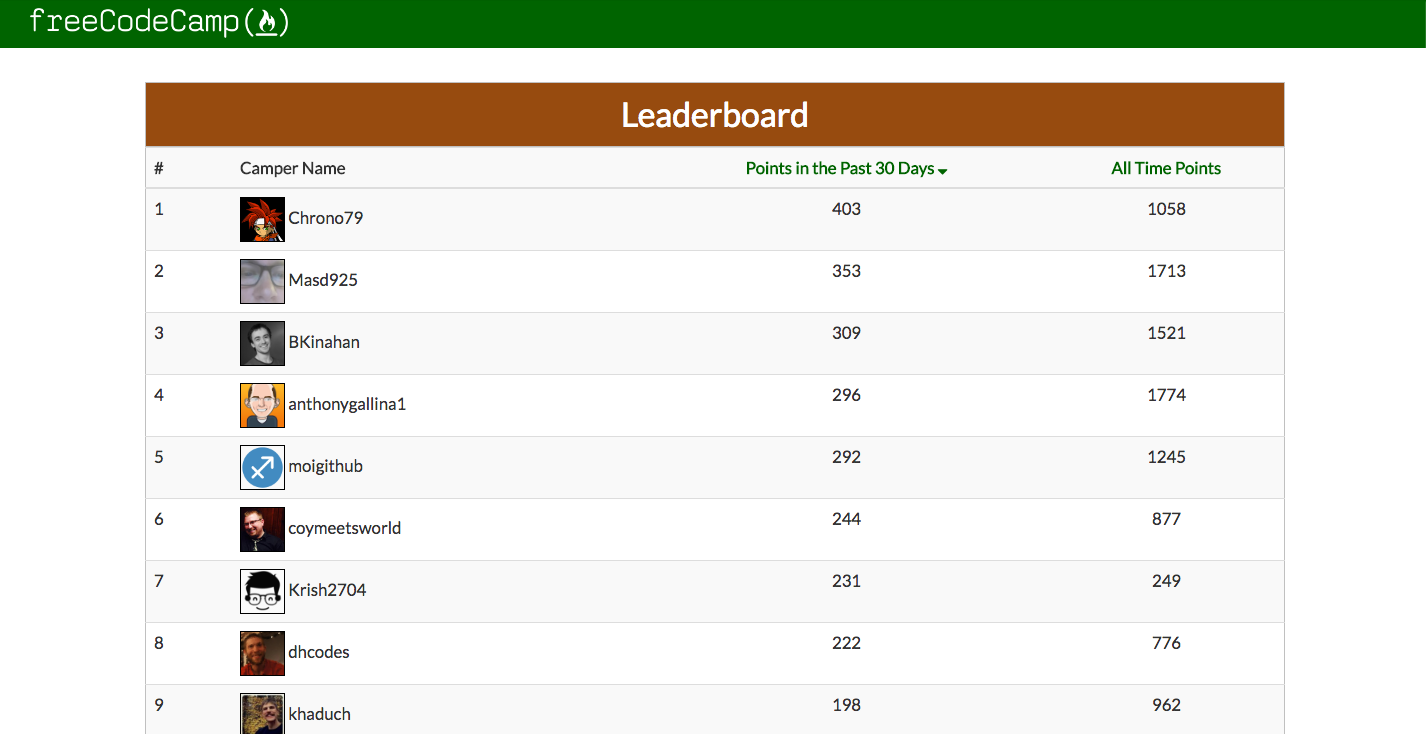 freeCodeCamp()
Leaderboard
# Camper Name Points in the Past 30 Days All Time Points
1 Chrono79 403 1058
2 Masd925 353 1713
3 BKinahan 309 1521
4 anthonygallina1 296 1774
5 moigithub 292 1245
6 coymeetsworld 244 877
7 Krish2704 231 249
8 dhcodes 222 776
9 khaduch 198 962